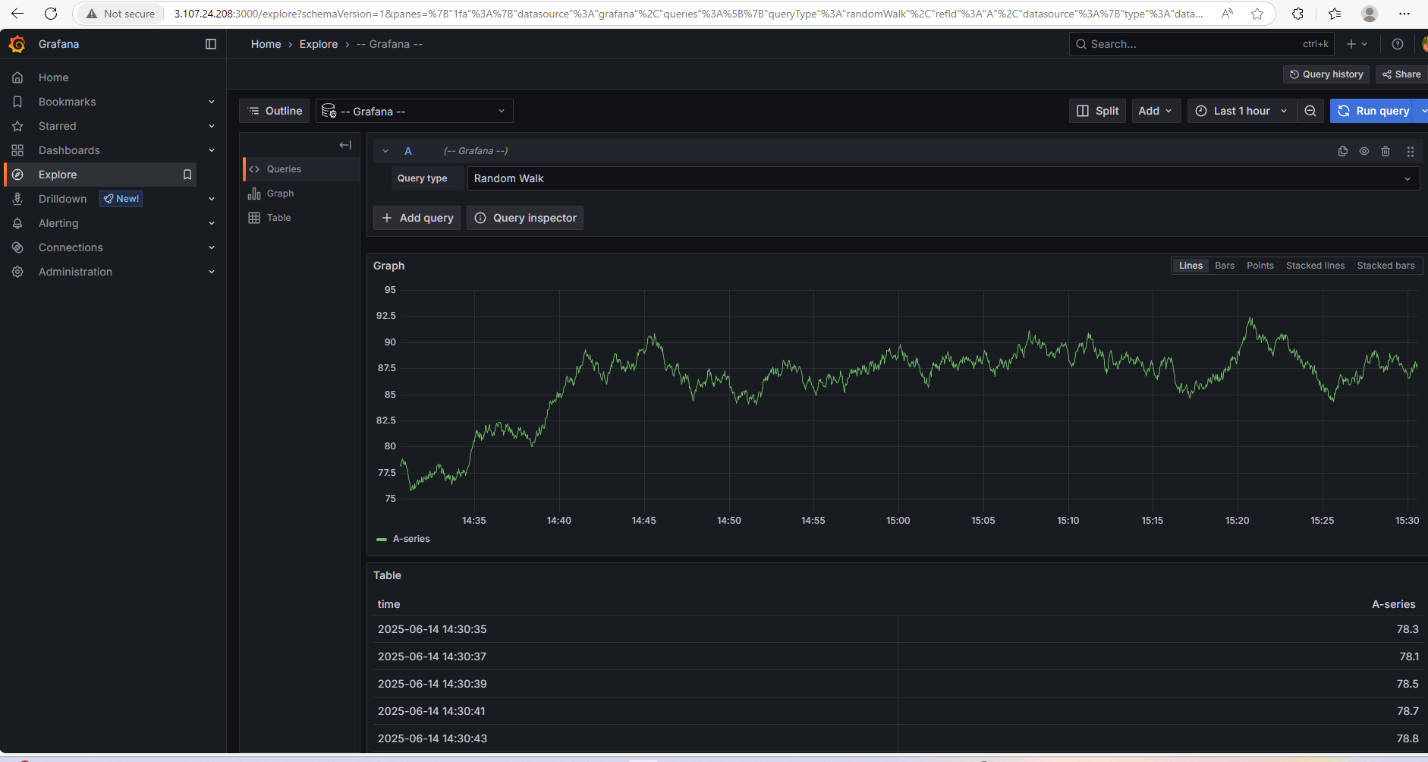 Not secure
3.107.24.208:3000/explore?schemaVersion=1&panes=%7B"1fa"%3A%7B"datasource"%3A"grafana"%2C"queries"%3A%5B%7B"queryType"%3A"randomWalk"%2C"refId"%3A"A"%2C"datasource"%3A%7B"type"%3A"data...
Grafana
Home › Explore › -- Grafana --
Search...
ctrl+k
Query history
Share
Home
Bookmarks
Starred
Dashboards
Explore
Drilldown New!
Alerting
Connections
Administration
Outline
-- Grafana --
Split
Add
Last 1 hour
Run query
Queries
Graph
Table
A (-- Grafana --)
Query type Random Walk
+ Add query
Query inspector
Graph
Lines Bars Points Stacked lines Stacked bars
95
92.5
90
87.5
85
82.5
80
77.5
75
14:35 14:40 14:45 14:50 14:55 15:00 15:05 15:10 15:15 15:20 15:25 15:30
A-series
Table
time A-series
2025-06-14 14:30:35 78.3
2025-06-14 14:30:37 78.1
2025-06-14 14:30:39 78.5
2025-06-14 14:30:41 78.7
2025-06-14 14:30:43 78.8